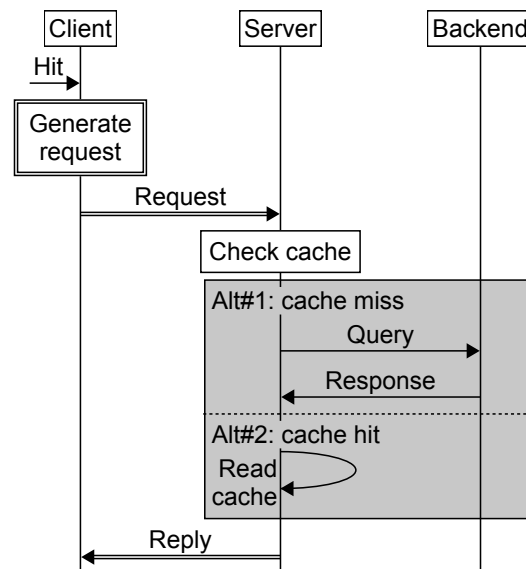 Client
Server
Backend
Hit
Generate
request
Request
Check cache
Alt#1: cache miss
Query
Response
Alt#2: cache hit
Read
cache
Reply